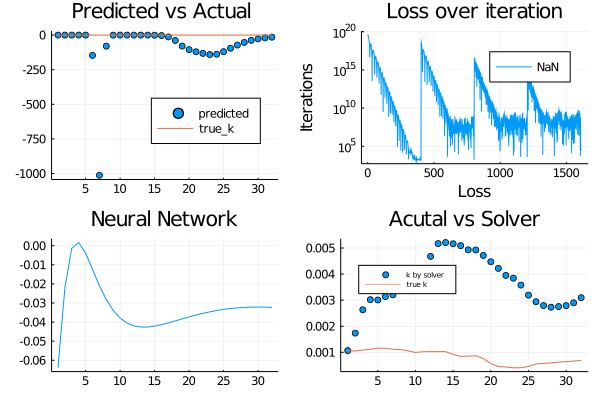 Predicted vs Actual
0
-250
-500
-750
-1000
predicted
true_k
5 10 15 20 25 30
Loss over iteration
10^20
10^15
10^10
10^5
Iterations
NaN
0 500 1000 1500
Loss
Neural Network
0.00
-0.01
-0.02
-0.03
-0.04
-0.05
-0.06
5 10 15 20 25 30
Acutal vs Solver
0.005
0.004
0.003
0.002
0.001
k by solver
true k
5 10 15 20 25 30